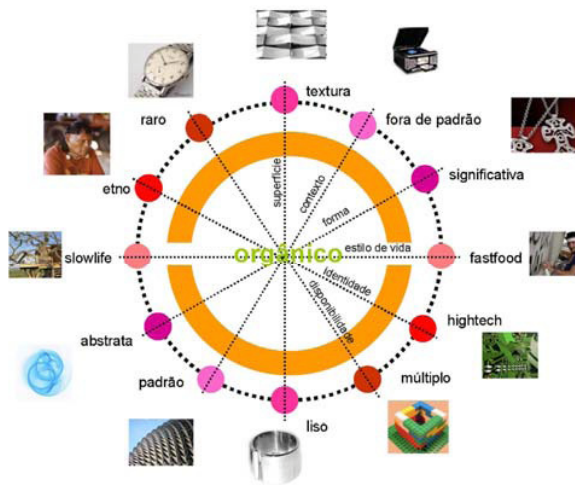 textura
raro
fora de padrão
superfície
contexto
significativa
etno
forma
orgânico
estilo de vida
slowlife
fastfood
Identidade
disponibilidade
hightech
abstrata
padrão
múltiplo
liso